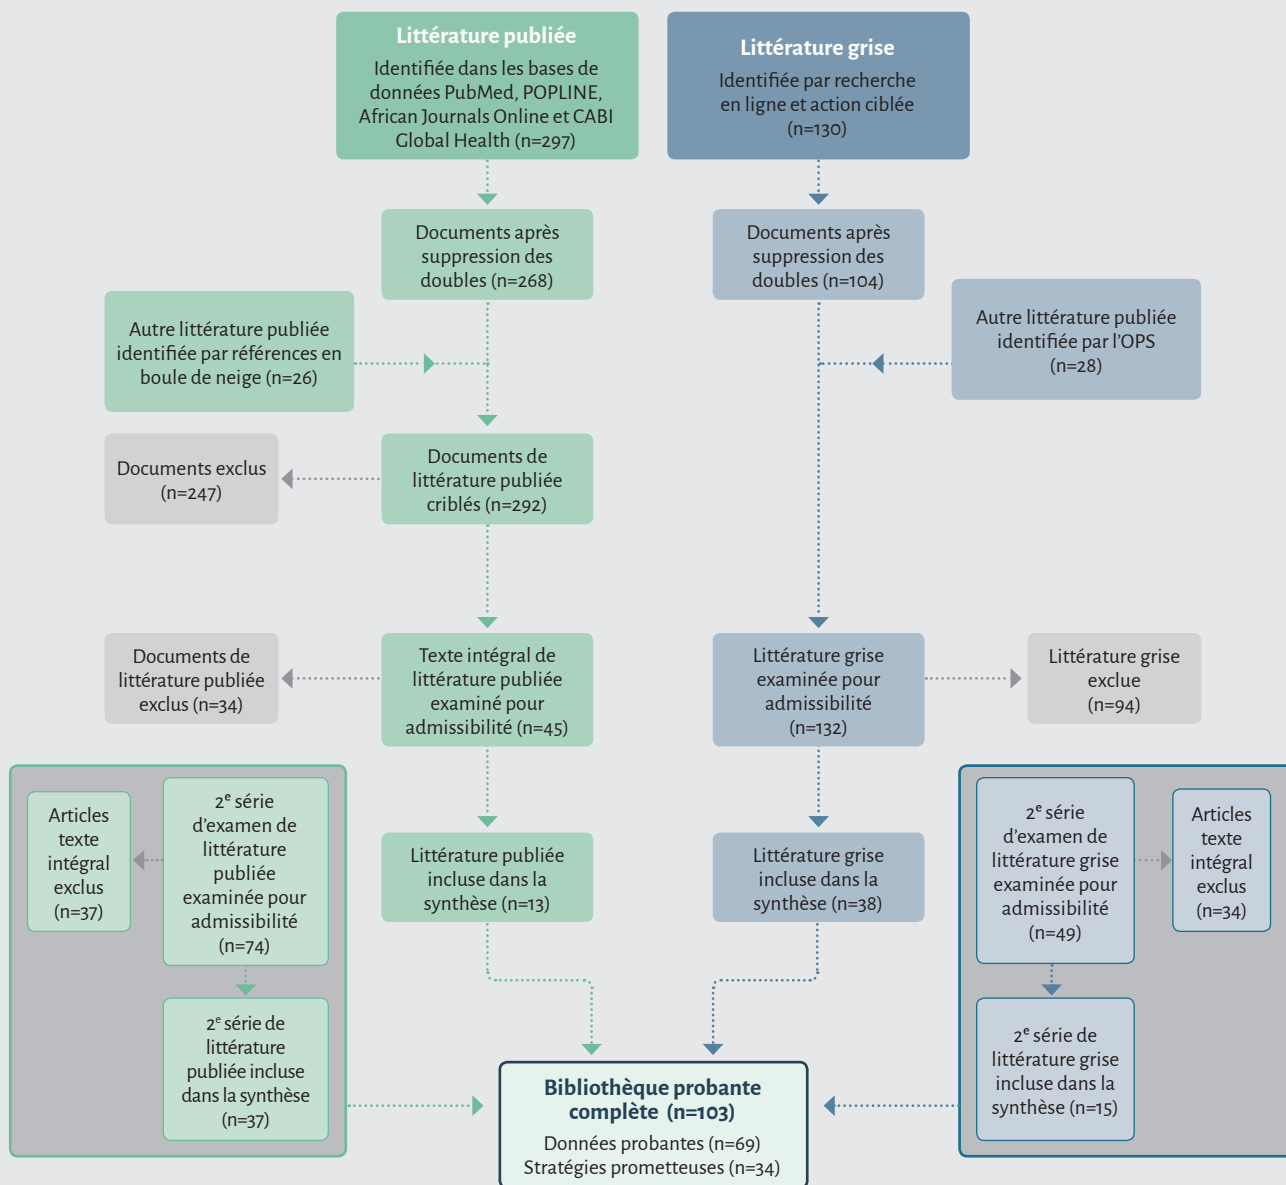 Littérature publiée
Identifiée dans les bases de
données PubMed, POPLINE,
African Journals Online et CABI
Global Health (n=297)
Littérature grise
Identifiée par recherche
en ligne et action ciblée
(n=130)
Documents après
suppression des
doubles (n=268)
Documents après
suppression des
doubles (n=104)
Autre littérature publiée
identifiée par références en
boule de neige (n=26)
Autre littérature publiée
identifiée par l'OPS
(n=28)
Documents exclus
(n=247)
Documents de
littérature publiée
criblés (n=292)
Documents de
littérature publiée
exclus (n=34)
Texte intégral de
littérature publiée
examiné pour
admissibilité (n=45)
Littérature grise
examinée pour
admissibilité
(n=132)
Littérature grise
exclue
(n=94)
Articles
texte
intégral
exclus
(n=37)
2e série
d'examen de
littérature
publiée
examinée pour
admissibilité
(n=74)
Littérature publiée
incluse dans la
synthèse (n=13)
Littérature grise
incluse dans la
synthèse (n=38)
2e série
d'examen de
littérature grise
examinée pour
admissibilité
(n=49)
Articles
texte
intégral
exclus
(n=34)
2e série de
littérature
publiée incluse
dans la synthèse
(n=37)
2e série de
littérature grise
incluse dans la
synthèse (n=15)
Bibliothèque probante
complète (n=103)
Données probantes (n=69)
Stratégies prometteuses (n=34)